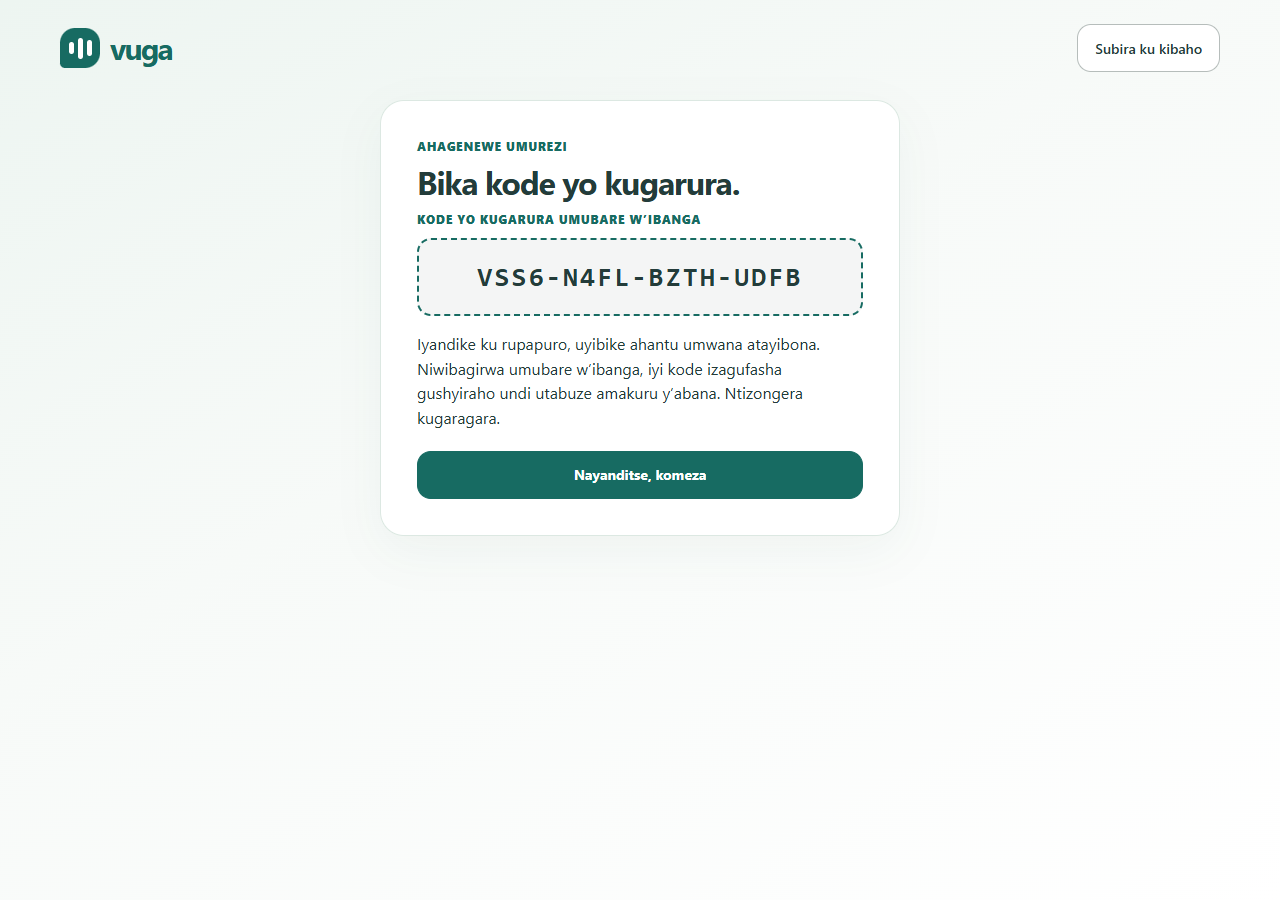 vuga
Subira ku kibaho
AHAGENEWE UMUREZI
Bika kode yo kugarura.
KODE YO KUGARURA UMUBARE W’IBANGA
VSS6-N4FL-BZTH-UDFB
Iyandike ku rupapuro, uyibike ahantu umwana atayibona.
Niwibagirwa umubare w’ibanga, iyi kode izagufasha
gushyiraho undi utabuze amakuru y’abana. Ntizongera
kugaragara.
Nayanditse, komeza